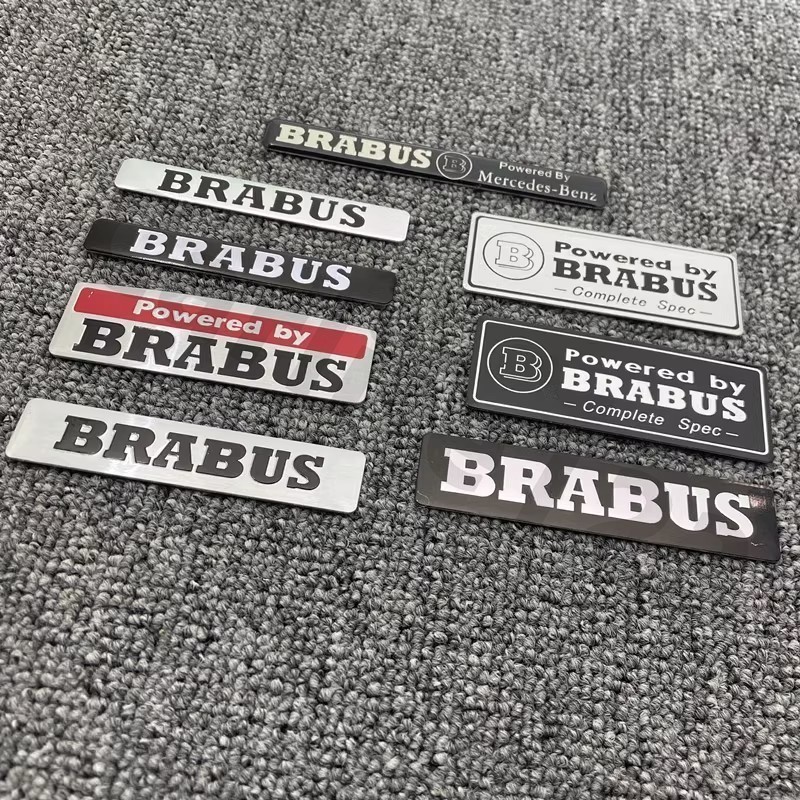 BRABUS B Powered By
Mercedes-Benz
BRABUS
BRABUS
Powered by
BRABUS
BRABUS
B Powered by
BRABUS
Complete Spec
B Powered by
BRABUS
Complete Spec
BRABUS